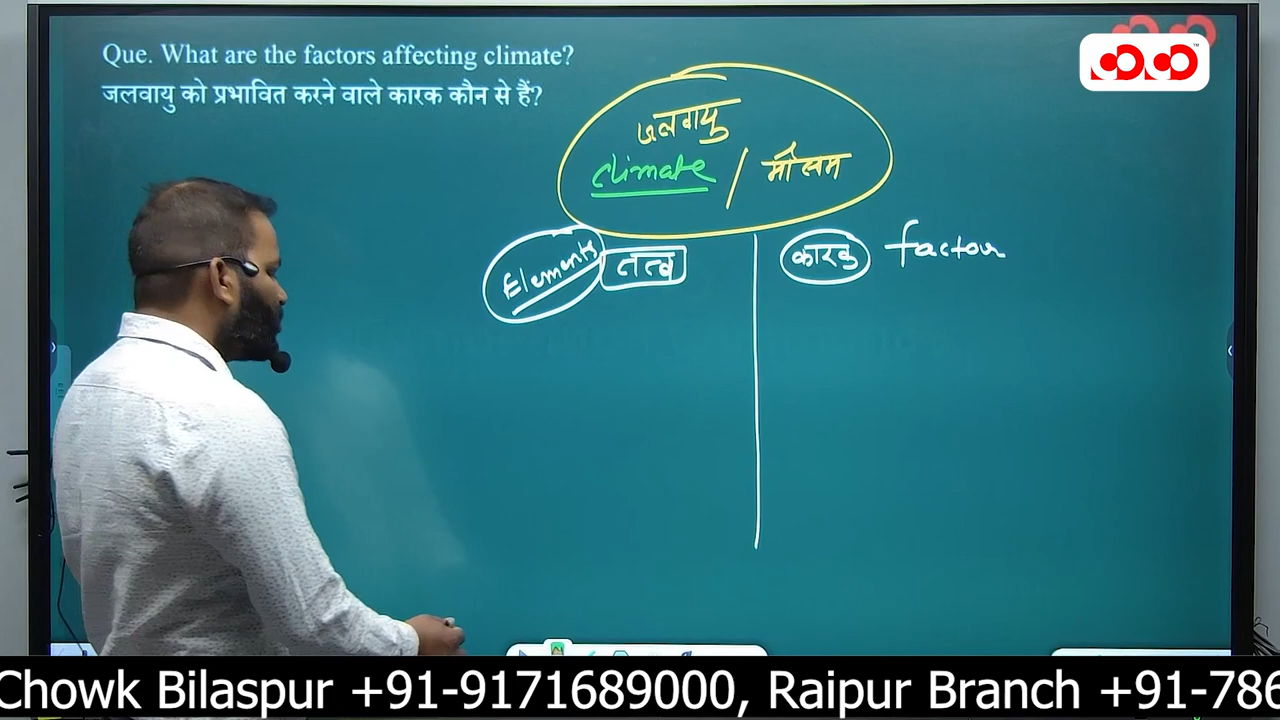 Que. What are the factors affecting climate?
जलवायु को प्रभावित करने वाले कारक कौन से हैं?
जलवायु
climate / मौसम
Elements तत्व
कारक factor
Chowk Bilaspur +91-9171689000, Raipur Branch +91-786